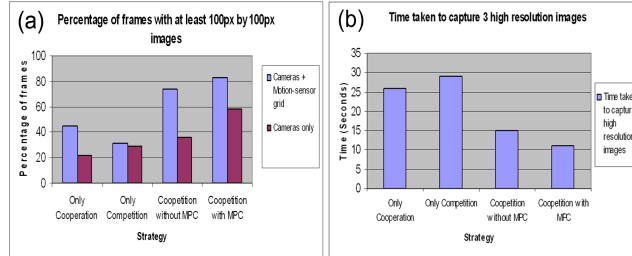 (a)
Percentage of frames with at least 100px by 100px
images
Percentage of frames
100
80
60
40
20
0
Only
Cooperation
Only
Competition
Coopetition
without MPC
Coopetition
with MPC
Strategy
Cameras +
Motion-sensor
grid
Cameras only
(b)
Time taken to capture 3 high resolution images
Time (Seconds)
35
30
25
20
15
10
5
0
Only
Cooperation
Only Competition
Coopetition
without MPC
Coopetition with
MPC
Strategy
Time take
to captur
high
resolution
images